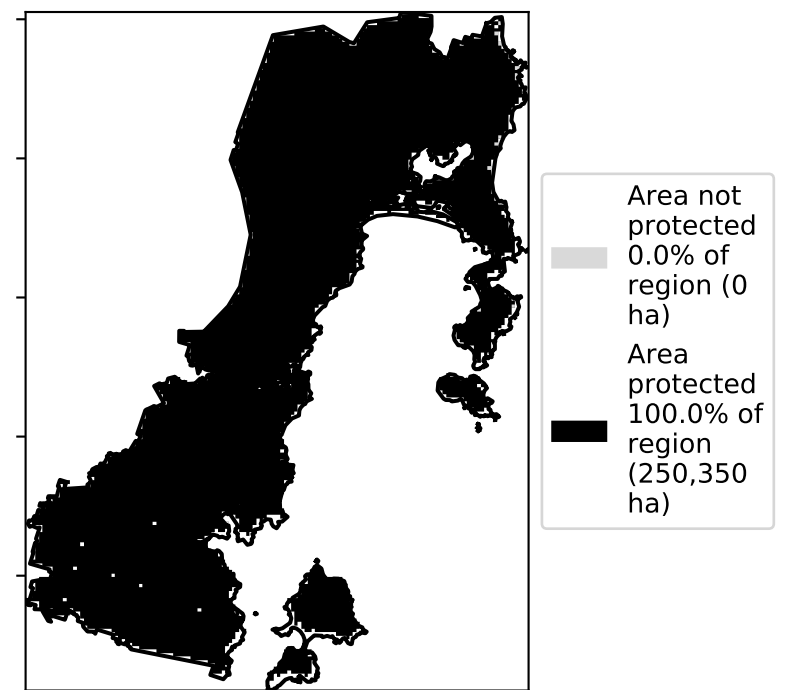 Area not
protected
0.0% of
region (0
ha)
Area
protected
100.0% of
region
(250,350
ha)